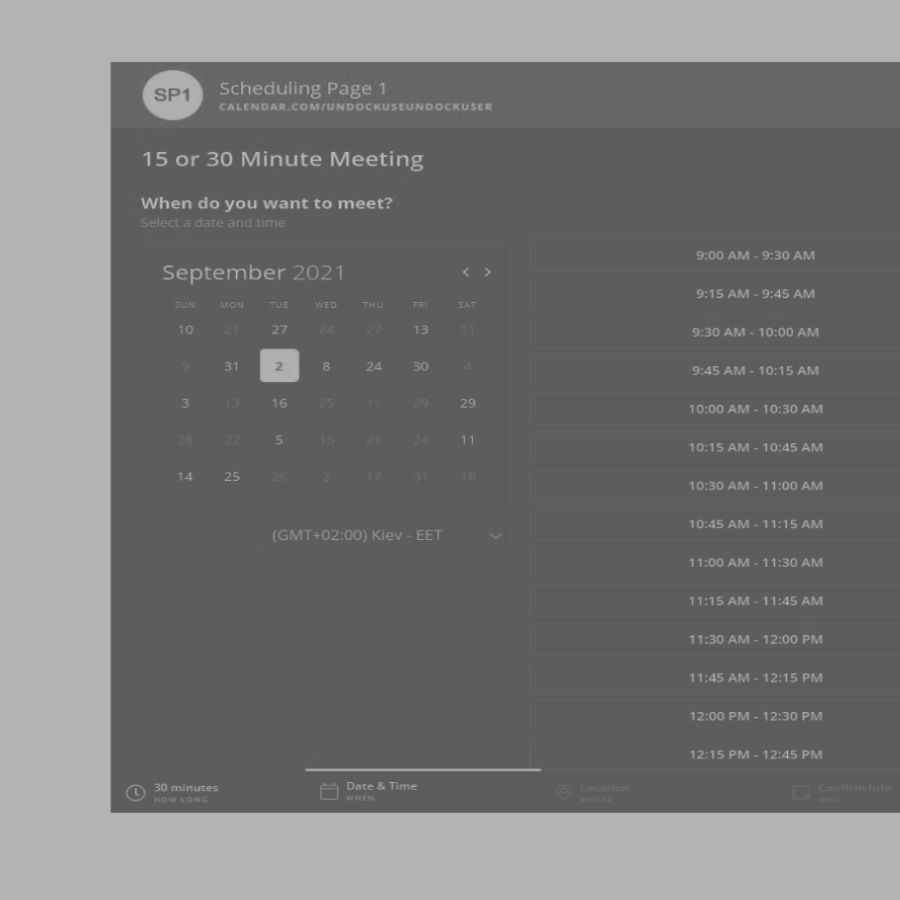 SP1
Scheduling Page 1
CALENDAR.COM/UNDOCKUSEUNDOCKUSER
15 or 30 Minute Meeting
When do you want to meet?
Select a date and time
September 2021
SUN MON TUE WED THU FRI SAT
10 21 27 24 27 13 11
9 31 2 8 24 30 4
3 13 16 25 11 29 29
28 22 5 15 21 24 11
14 25 26 2 17 31 16
(GMT+02:00) Kiev - EET
9:00 AM - 9:30 AM
9:15 AM - 9:45 AM
9:30 AM - 10:00 AM
9:45 AM - 10:15 AM
10:00 AM - 10:30 AM
10:15 AM - 10:45 AM
10:30 AM - 11:00 AM
10:45 AM - 11:15 AM
11:00 AM - 11:30 AM
11:15 AM - 11:45 AM
11:30 AM - 12:00 PM
11:45 AM - 12:15 PM
12:00 PM - 12:30 PM
12:15 PM - 12:45 PM
30 minutes
HOW LONG
Date & Time
WHEN
Location
WHERE
Confirm Info
WHO